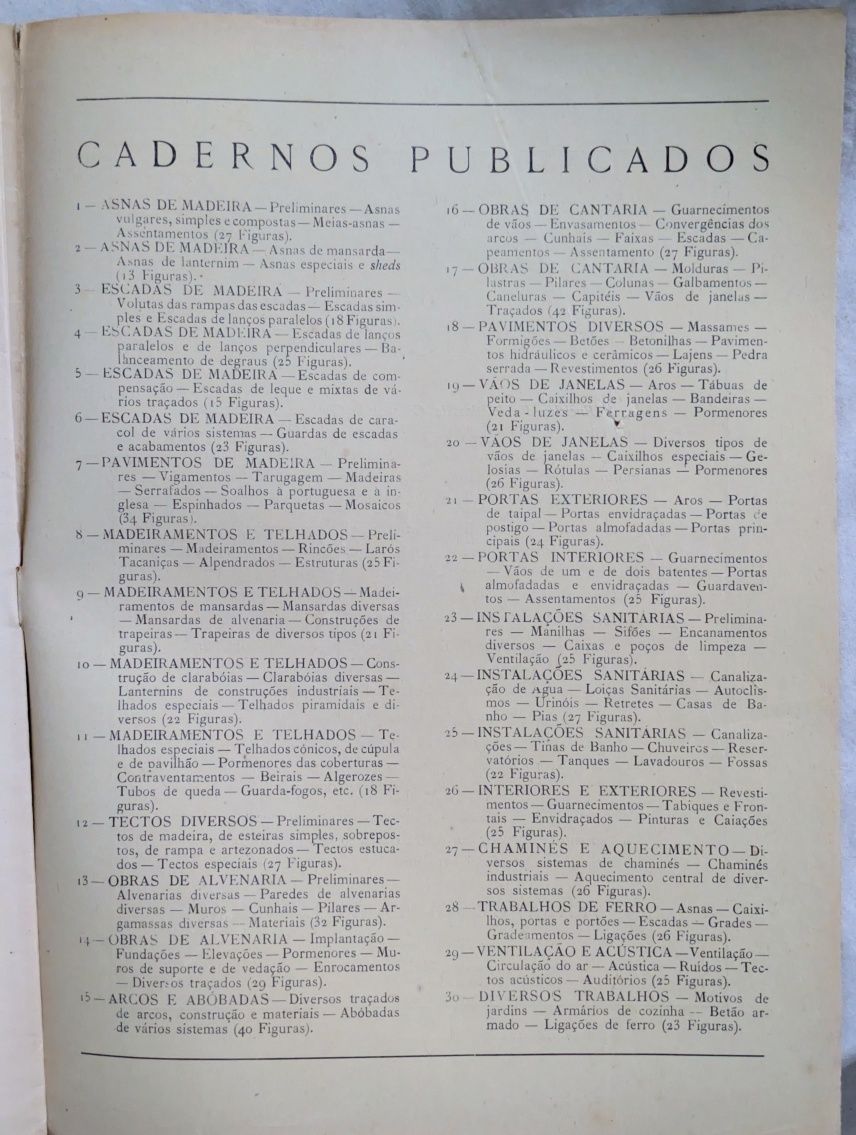 CADERNOS PUBLICADOS
1 — ASNAS DE MADEIRA — Preliminares — Asnas
vulgares, simples e compostas — Meias-asnas —
Assentamentos (27 Figuras).
2 — ASNAS DE MADEIRA — Asnas de mansarda —
Asnas de lanternim — Asnas especiais e sheds
(13 Figuras).
3 — ESCADAS DE MADEIRA — Preliminares —
Volutas das rampas das escadas — Escadas sim-
ples e Escadas de lanços paralelos (18 Figuras).
4 — ESCADAS DE MADEIRA — Escadas de lanços
paralelos e de lanços perpendiculares — Ba-
lanceamento de degraus (25 Figuras).
5 — ESCADAS DE MADEIRA — Escadas de com-
pensação — Escadas de leque e mixtas de vá-
rios traçados (15 Figuras).
6 — ESCADAS DE MADEIRA — Escadas de cara-
col de vários sistemas — Guardas de escadas
e acabamentos (23 Figuras).
7 — PAVIMENTOS DE MADEIRA — Prelimina-
res — Vigamentos — Tarugagem — Madeiras
— Serrafados — Soalhos à portuguesa e à in-
glesa — Espinhados — Parquetas — Mosaicos
(34 Figuras).
8 — MADEIRAMENTOS E TELHADOS — Preli-
minares — Madeiramentos — Rincões — Larós
Tacaniças — Alpendrados — Estruturas (25 Fi-
guras).
9 — MADEIRAMENTOS E TELHADOS — Madei-
ramentos de mansardas — Mansardas diversas
— Mansardas de alvenaria — Construções de
trapeiras — Trapeiras de diversos tipos (21 Fi-
guras).
10 — MADEIRAMENTOS E TELHADOS — Cons-
trução de clarabóias — Clarabóias diversas —
Lanternins de construções industriais — Te-
lhados especiais — Telhados piramidais e di-
versos (22 Figuras).
11 — MADEIRAMENTOS E TELHADOS — Te-
lhados especiais — Telhados cónicos, de cúpula
e de pavilhão — Pormenores das coberturas —
Contraventamentos — Beirais — Algerozes —
Tubos de queda — Guarda-fogos, etc. (18 Fi-
guras).
12 — TECTOS DIVERSOS — Preliminares — Tec-
tos de madeira, de esteiras simples, sobrepos-
tos, de rampa e artezonados — Tectos estuca-
dos — Tectos especiais (27 Figuras).
13 — OBRAS DE ALVENARIA — Preliminares —
Alvenarias diversas — Paredes de alvenarias
diversas — Muros — Cunhais — Pilares — Ar-
gamassas diversas — Materiais (32 Figuras).
14 — OBRAS DE ALVENARIA — Implantação —
Fundações — Elevações — Pormenores — Mu-
ros de suporte e de vedação — Enrocamentos
— Diversos traçados (29 Figuras).
15 — ARCOS E ABÓBADAS — Diversos traçados
de arcos, construção e materiais — Abóbadas
de vários sistemas (40 Figuras).
16 — OBRAS DE CANTARIA — Guarnecimentos
de vãos — Envasamentos — Convergências dos
arcos — Cunhais — Faixas — Escadas — Ca-
peamentos — Assentamento (27 Figuras).
17 — OBRAS DE CANTARIA — Molduras — Pi-
lastras — Pilares — Colunas — Galbamentos —
Caneluras — Capitéis — Vãos de janelas —
Traçados (42 Figuras).
18 — PAVIMENTOS DIVERSOS — Massames —
Formigões — Betões — Betonilhas — Pavimen-
tos hidráulicos e cerâmicos — Lajens — Pedra
serrada — Revestimentos (26 Figuras).
19 — VÃOS DE JANELAS — Aros — Tábuas de
peito — Caixilhos de janelas — Bandeiras —
Veda-luzes — Ferragens — Pormenores
(21 Figuras).
20 — VÃOS DE JANELAS — Diversos tipos de
vãos de janelas — Caixilhos especiais — Ge-
losias — Rótulas — Persianas — Pormenores
(26 Figuras).
21 — PORTAS EXTERIORES — Aros — Portas
de taipal — Portas envidraçadas — Portas de
postigo — Portas almofadadas — Portas prin-
cipais (24 Figuras).
22 — PORTAS INTERIORES — Guarnecimentos
— Vãos de um e de dois batentes — Portas
almofadadas e envidraçadas — Guardaven-
tos — Assentamentos (25 Figuras).
23 — INSTALAÇÕES SANITÁRIAS — Prelimina-
res — Manilhas — Sifões — Encanamentos
diversos — Caixas e poços de limpeza —
Ventilação (25 Figuras).
24 — INSTALAÇÕES SANITÁRIAS — Canaliza-
ção de Água — Loiças Sanitárias — Autoclis-
mos — Urinóis — Retretes — Casas de Ba-
nho — Pias (27 Figuras).
25 — INSTALAÇÕES SANITÁRIAS — Canaliza-
ções — Tinas de Banho — Chuveiros — Reser-
vatórios — Tanques — Lavadouros — Fossas
(22 Figuras).
26 — INTERIORES E EXTERIORES — Revesti-
mentos — Guarnecimentos — Tabiques e Fron-
tais — Envidraçados — Pinturas e Caiações
(25 Figuras).
27 — CHAMINÉS E AQUECIMENTO — Di-
versos sistemas de chaminés — Chaminés
industriais — Aquecimento central de diver-
sos sistemas (26 Figuras).
28 — TRABALHOS DE FERRO — Asnas — Caixi-
lhos, portas e portões — Escadas — Grades —
Gradeamentos — Ligações (26 Figuras).
29 — VENTILAÇÃO E ACÚSTICA — Ventilação —
Circulação do ar — Acústica — Ruídos — Tec-
tos acústicos — Auditórios (25 Figuras).
30 — DIVERSOS TRABALHOS — Motivos de
jardins — Armários de cozinha — Betão ar-
mado — Ligações de ferro (23 Figuras).